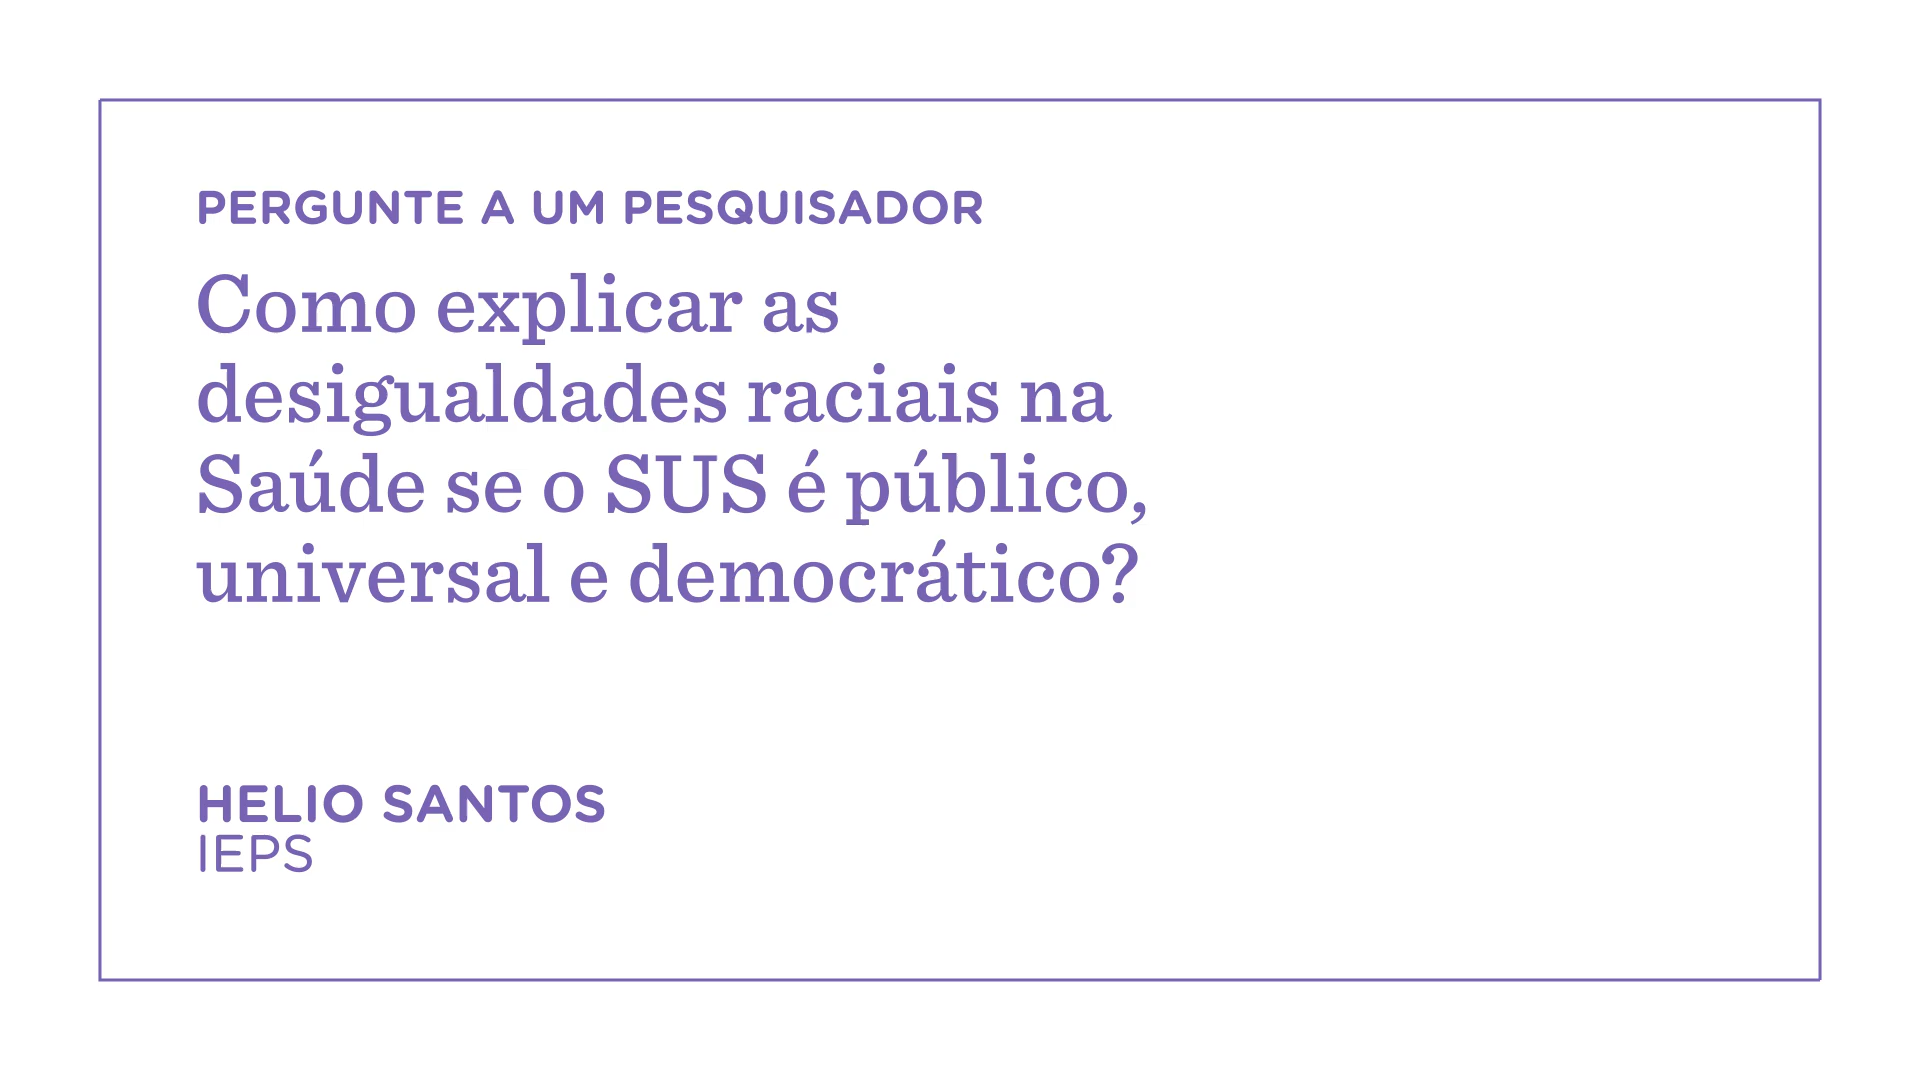 PERGUNTE A UM PESQUISADOR
Como explicar as
desigualdades raciais na
Saúde se o SUS é público,
universal e democrático?
HELIO SANTOS
IEPS